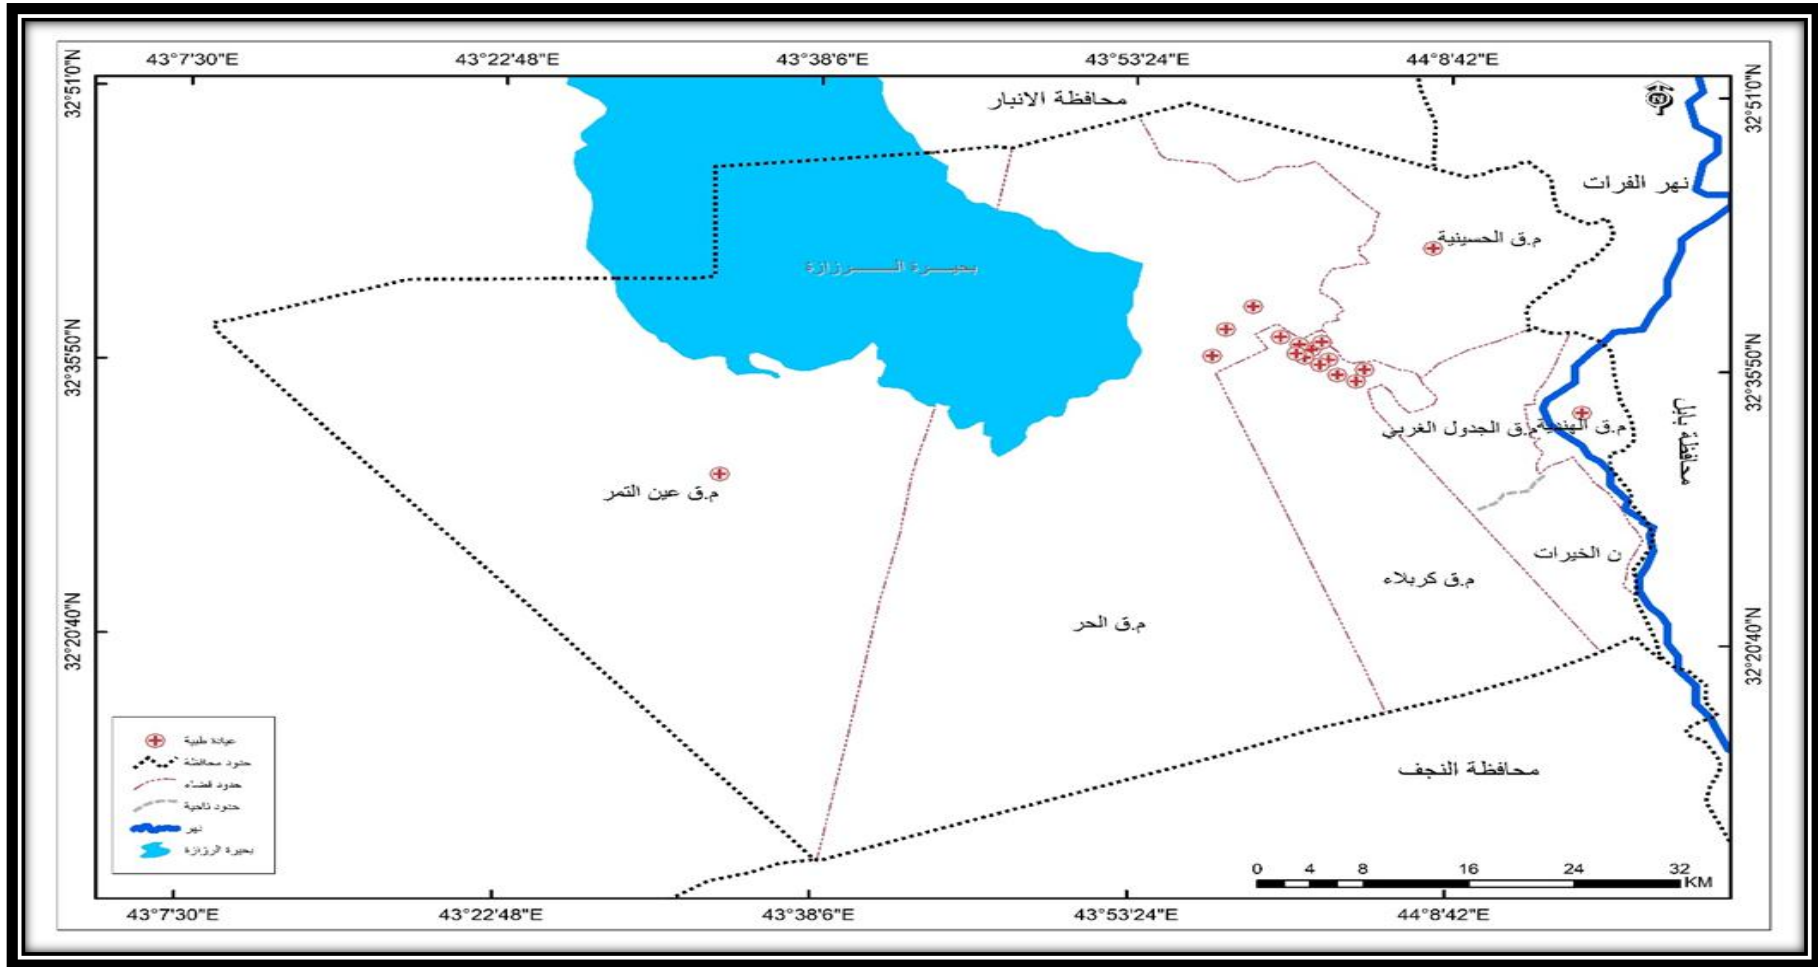 43°7'30"E
43°22'48"E
43°38'6"E
43°53'24"E
44°8'42"E
32°51'0"N
32°51'0"N
محافظة الانبار
نهر الفرات
م.ق الحسينية
بحيرة الرزازة
32°35'50"N
32°35'50"N
محافظة بابل
م.ق الهندية
م.ق الجدول الغربي
م.ق عين التمر
ن الخيرات
م.ق كربلاء
م.ق الحر
32°20'40"N
32°20'40"N
محافظة النجف
عيادة طبية
حدود محافظة
حدود قضاء
حدود ناحية
نهر
بحيرة الرزازة
0 4 8 16 24 32
KM
43°7'30"E
43°22'48"E
43°38'6"E
43°53'24"E
44°8'42"E